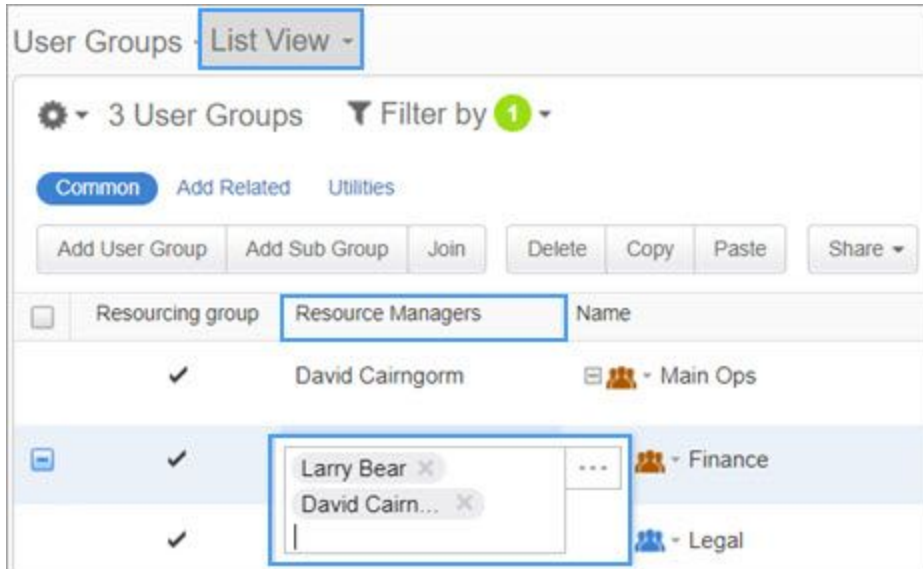 User Groups - List View
3 User Groups Filter by 1
Common Add Related Utilities
Add User Group Add Sub Group Join Delete Copy Paste Share
Resourcing group Resource Managers Name
David Cairngorm Main Ops
Larry Bear ... Finance
David Cairn...
Legal